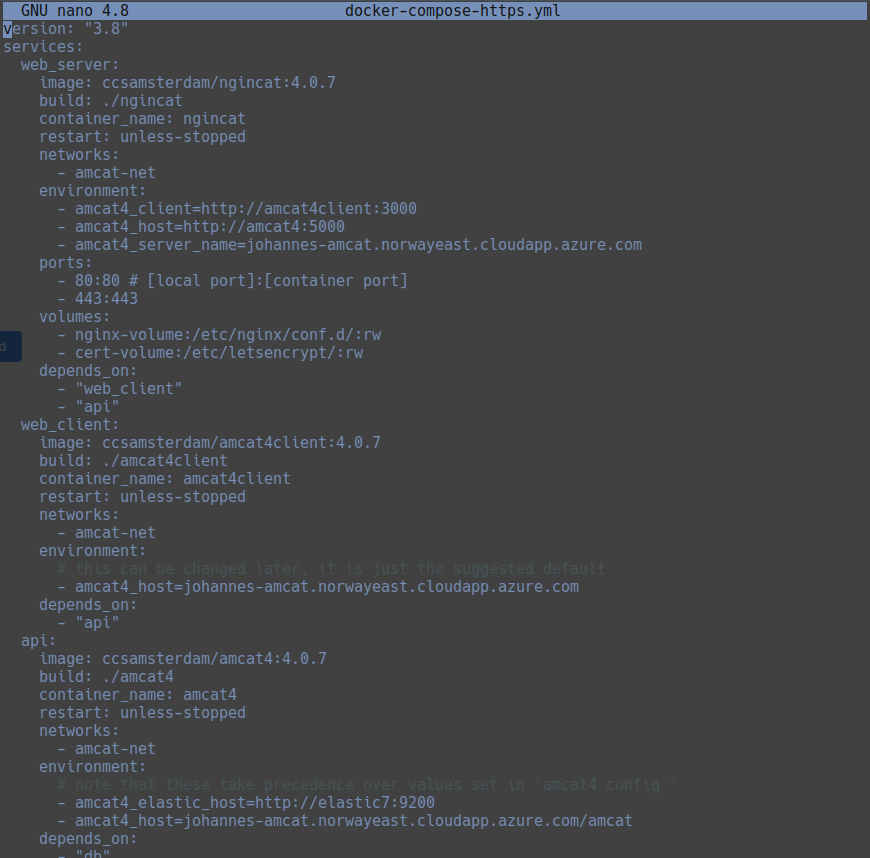 GNU nano 4.8 docker-compose-https.yml
version: "3.8"
services:
  web_server:
    image: ccsamsterdam/ngincat:4.0.7
    build: ./ngincat
    container_name: ngincat
    restart: unless-stopped
    networks:
      - amcat-net
    environment:
      - amcat4_client=http://amcat4client:3000
      - amcat4_host=http://amcat4:5000
      - amcat4_server_name=johannes-amcat.norwayeast.cloudapp.azure.com
    ports:
      - 80:80 # [local port]:[container port]
      - 443:443
    volumes:
      - nginx-volume:/etc/nginx/conf.d/:rw
d
      - cert-volume:/etc/letsencrypt/:rw
    depends_on:
      - "web_client"
      - "api"
  web_client:
    image: ccsamsterdam/amcat4client:4.0.7
    build: ./amcat4client
    container_name: amcat4client
    restart: unless-stopped
    networks:
      - amcat-net
    environment:
      # this can be changed later, it is just the suggested default
      - amcat4_host=johannes-amcat.norwayeast.cloudapp.azure.com
    depends_on:
      - "api"
  api:
    image: ccsamsterdam/amcat4:4.0.7
    build: ./amcat4
    container_name: amcat4
    restart: unless-stopped
    networks:
      - amcat-net
    environment:
      # note that these take precedence over values set in `amcat4 config``
      - amcat4_elastic_host=http://elastic7:9200
      - amcat4_host=johannes-amcat.norwayeast.cloudapp.azure.com/amcat
    depends_on:
      - "db"